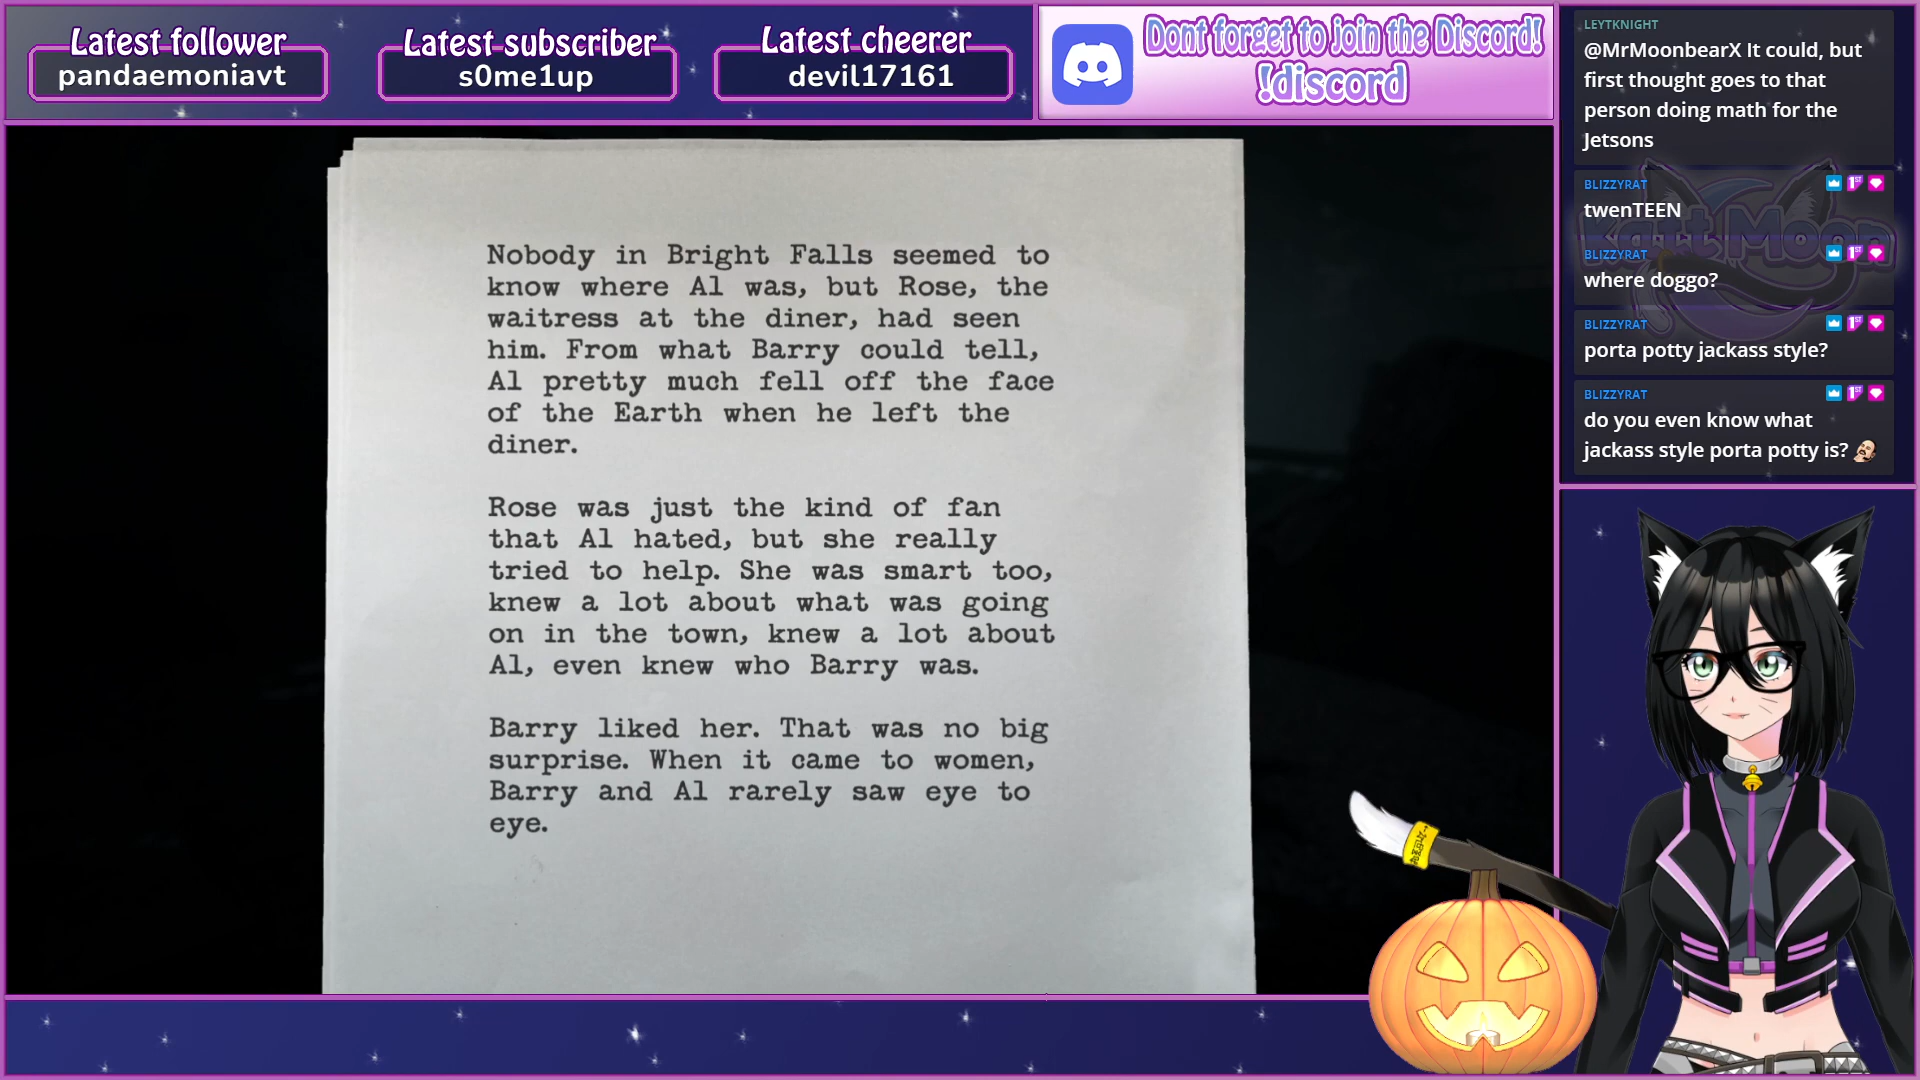 Latest follower
pandaemoniavt
Latest subscriber
s0me1up
Latest cheerer
devil17161
Dont forget to join the Discord!
!discord
Nobody in Bright Falls seemed to
know where Al was, but Rose, the
waitress at the diner, had seen
him. From what Barry could tell,
Al pretty much fell off the face
of the Earth when he left the
diner.
Rose was just the kind of fan
that Al hated, but she really
tried to help. She was smart too,
knew a lot about what was going
on in the town, knew a lot about
Al, even knew who Barry was.
Barry liked her. That was no big
surprise. When it came to women,
Barry and Al rarely saw eye to
eye.
LEYTKNIGHT
@MrMoonbearX It could, but
first thought goes to that
person doing math for the
Jetsons
BLIZZYRAT
twenTEEN
Katt Moon
BLIZZYRAT
where doggo?
BLIZZYRAT
porta potty jackass style?
BLIZZYRAT
do you even know what
jackass style porta potty is?